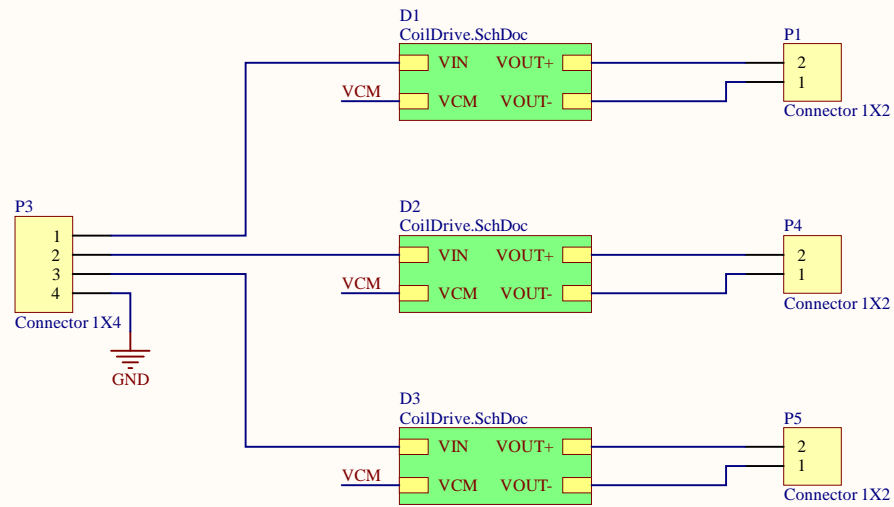 D1
CoilDrive.SchDoc
VIN VOUT+
VCM
VCM VOUT-
P1
2
1
Connector 1X2
P3
1
2
3
4
Connector 1X4
GND
D2
CoilDrive.SchDoc
VIN VOUT+
VCM
VCM VOUT-
P4
2
1
Connector 1X2
D3
CoilDrive.SchDoc
VIN VOUT+
VCM
VCM VOUT-
P5
2
1
Connector 1X2